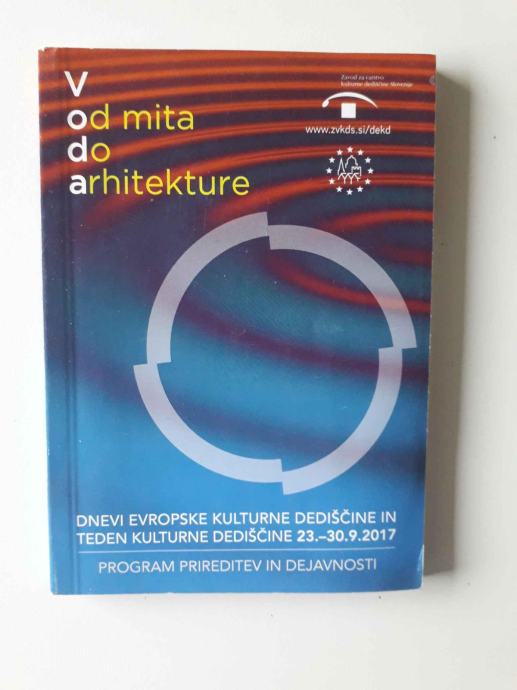 V
od mita
do
arhitekture
Zavod za varstvo
kulturne dediščine Slovenije
www.zvkds.si/dekd
DNEVI EVROPSKE KULTURNE DEDIŠČINE IN
TEDEN KULTURNE DEDIŠČINE 23.–30.9.2017
PROGRAM PRIREDITEV IN DEJAVNOSTI